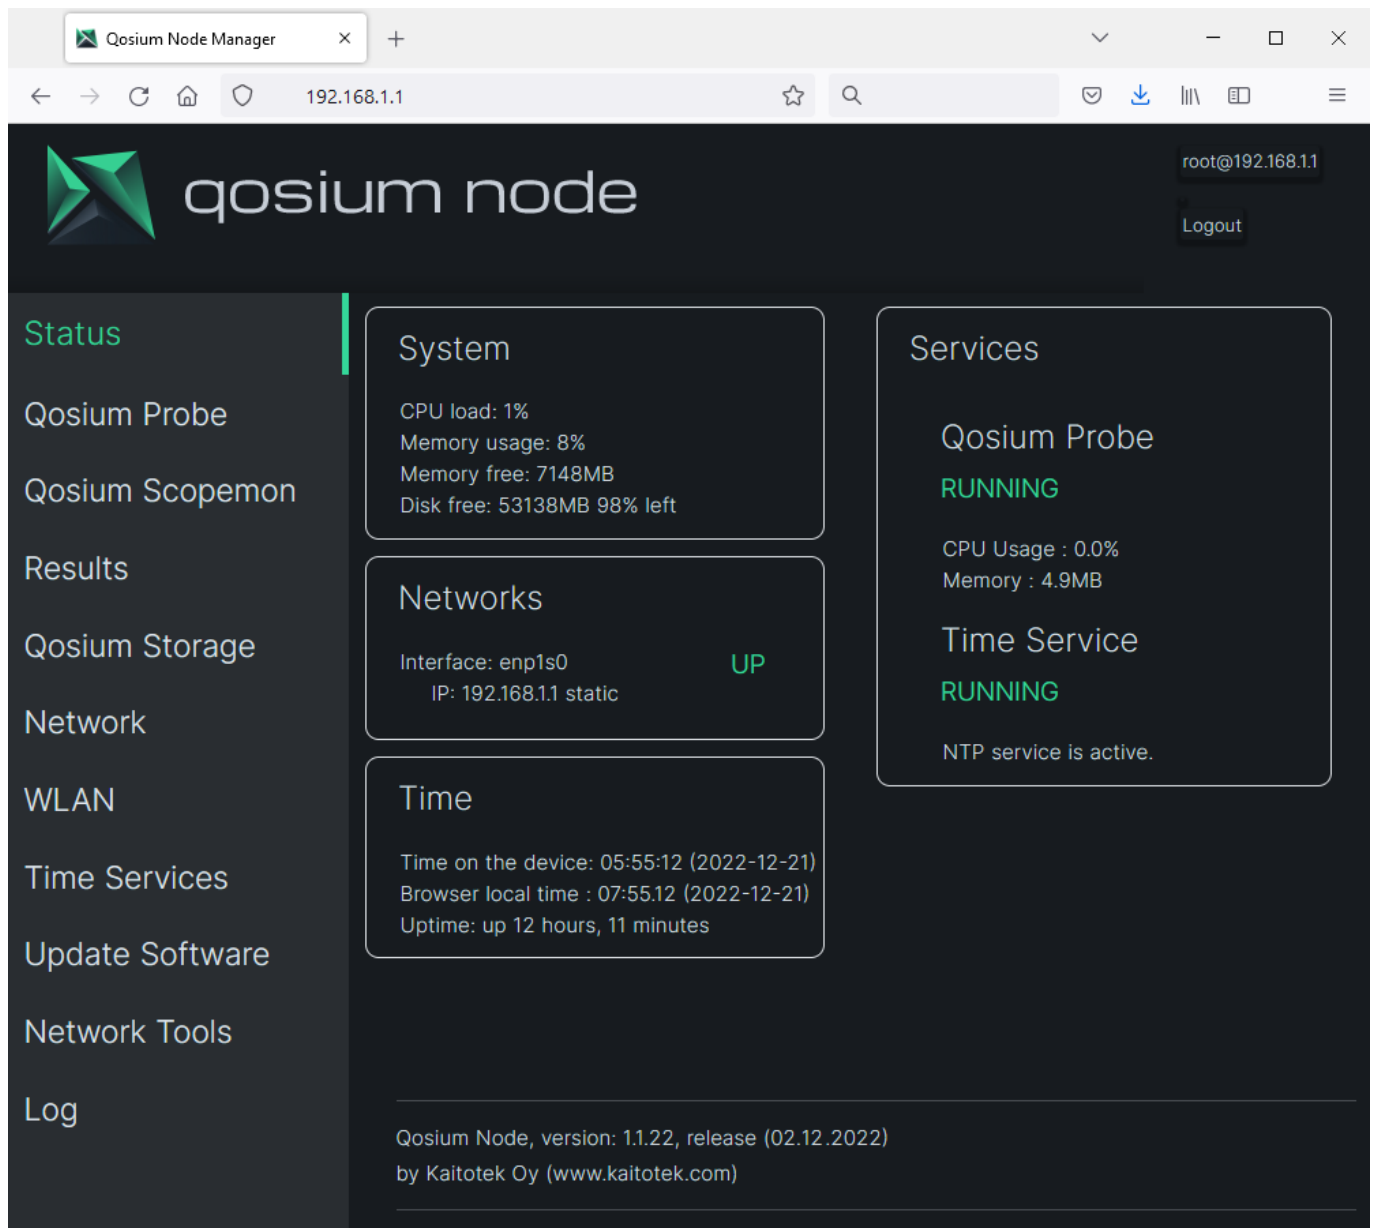 Qosium Node Manager
192.168.1.1
qosium node
root@192.168.1.1
Logout
Status
Qosium Probe
Qosium Scopemon
Results
Qosium Storage
Network
WLAN
Time Services
Update Software
Network Tools
Log
System
CPU load: 1%
Memory usage: 8%
Memory free: 7148MB
Disk free: 53138MB 98% left
Networks
Interface: enp1s0
UP
IP: 192.168.1.1 static
Time
Time on the device: 05:55:12 (2022-12-21)
Browser local time : 07:55.12 (2022-12-21)
Uptime: up 12 hours, 11 minutes
Services
Qosium Probe
RUNNING
CPU Usage : 0.0%
Memory : 4.9MB
Time Service
RUNNING
NTP service is active.
Qosium Node, version: 1.1.22, release (02.12.2022)
by Kaitotek Oy (www.kaitotek.com)